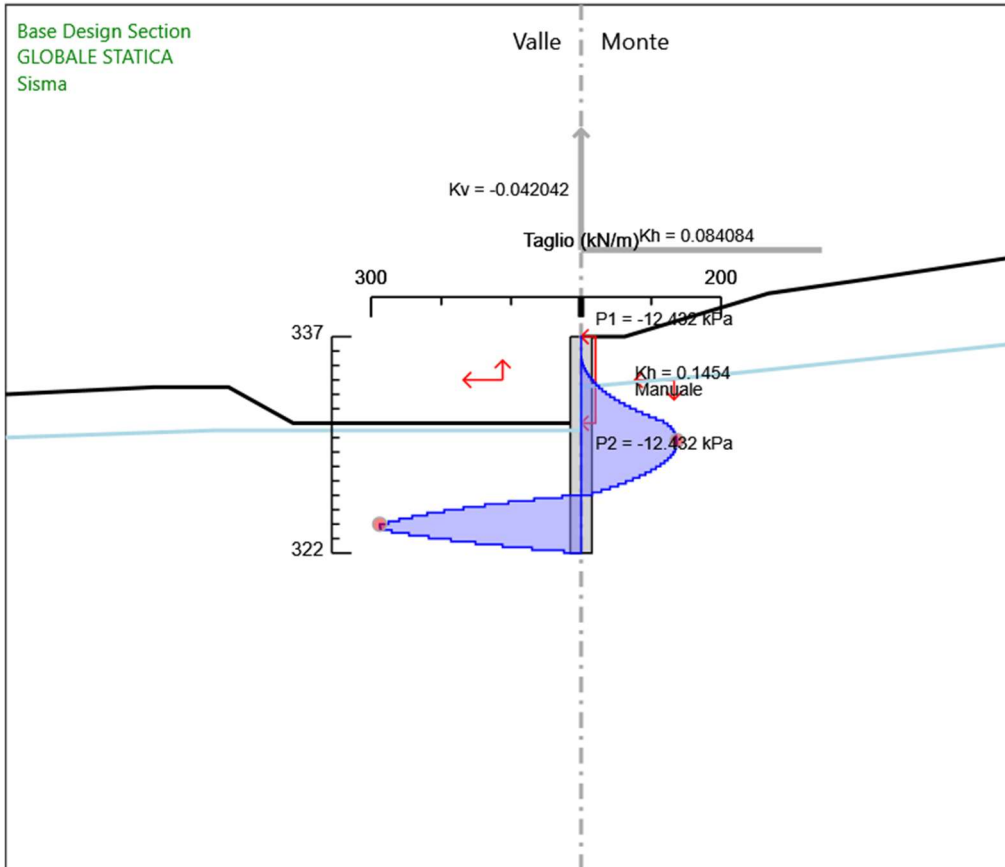 Base Design Section
GLOBALE STATICA
Sisma
Valle
Monte
Kv = -0.042042
Taglio (kN/m)
Kh = 0.084084
300
200
337
P1 = -12.432 kPa
Kh = 0.1454
Manuale
P2 = -12.432 kPa
322